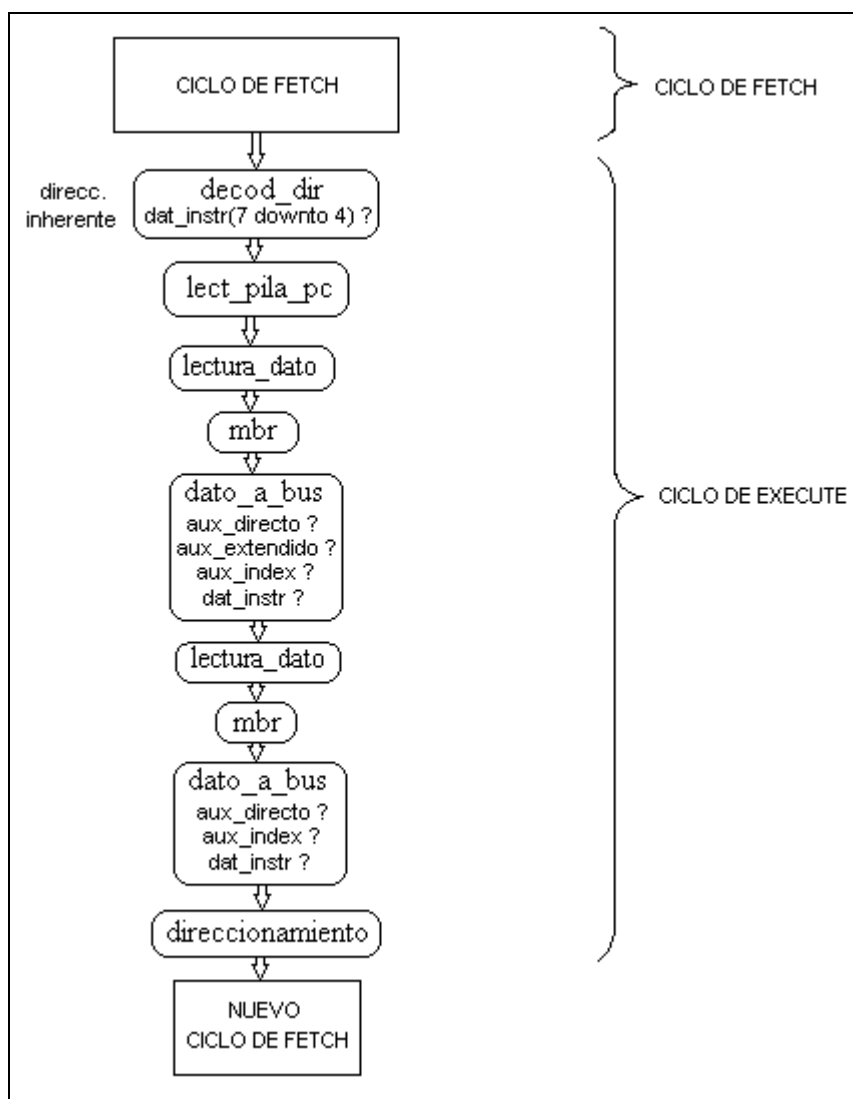 CICLO DE FETCH
CICLO DE FETCH
direcc.
inherente
decod_dir
dat_instr(7 downto 4) ?
lect_pila_pc
lectura_dato
mbr
dato_a_bus
aux_directo ?
aux_extendido ?
aux_index ?
dat_instr ?
CICLO DE EXECUTE
lectura_dato
mbr
dato_a_bus
aux_directo ?
aux_index ?
dat_instr ?
direccionamiento
NUEVO
CICLO DE FETCH